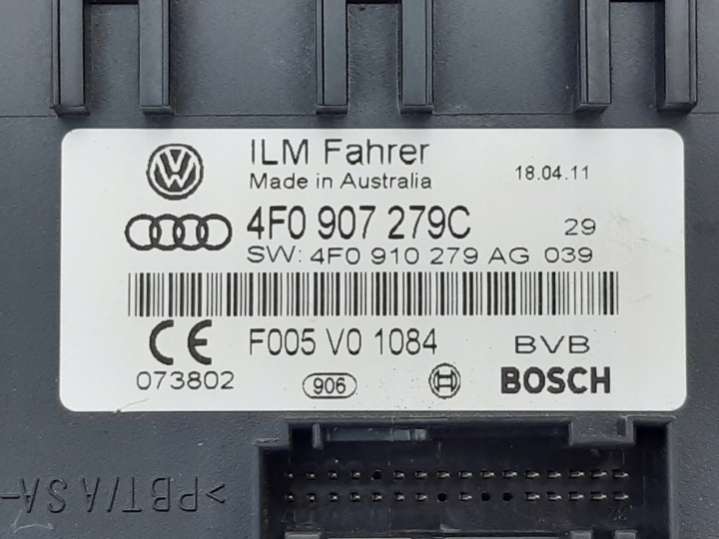 ILM Fahrer
Made in Australia
18.04.11
4F0 907 279C
29
SW: 4F0 910 279 AG 039
CE F005 V0 1084 BVB
073802 906 BOSCH
>PBT/ASA-